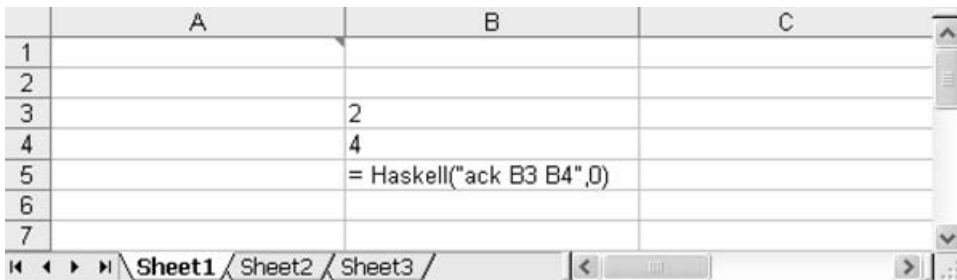 A B C
1
2
3 2
4 4
5 = Haskell("ack B3 B4",0)
6
7
Sheet1 / Sheet2 / Sheet3 /